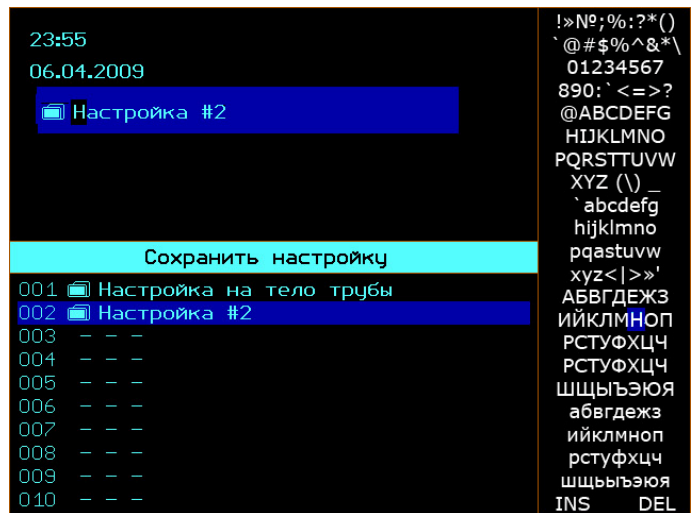 23:55
06.04.2009
Настройка #2
Сохранить настройку
001 Настройка на тело трубы
002 Настройка #2
003 – – –
004 – – –
005 – – –
006 – – –
007 – – –
008 – – –
009 – – –
010 – – –
!»№;%:?*()
`@#$%^&*\
01234567
890:`<=>?
@ABCDEFG
HIJKLMNO
PQRSTTUVW
XYZ (\) _
`abcdefg
hijklmno
pqastuvw
xyz<|>»'
АБВГДЕЖЗ
ИЙКЛМНОП
РСТУФХЦЧ
РСТУФХЦЧ
ШЩЫЪЭЮЯ
абвгдежз
ийклмноп
рстуфхцч
шщьыъэюя
INS DEL